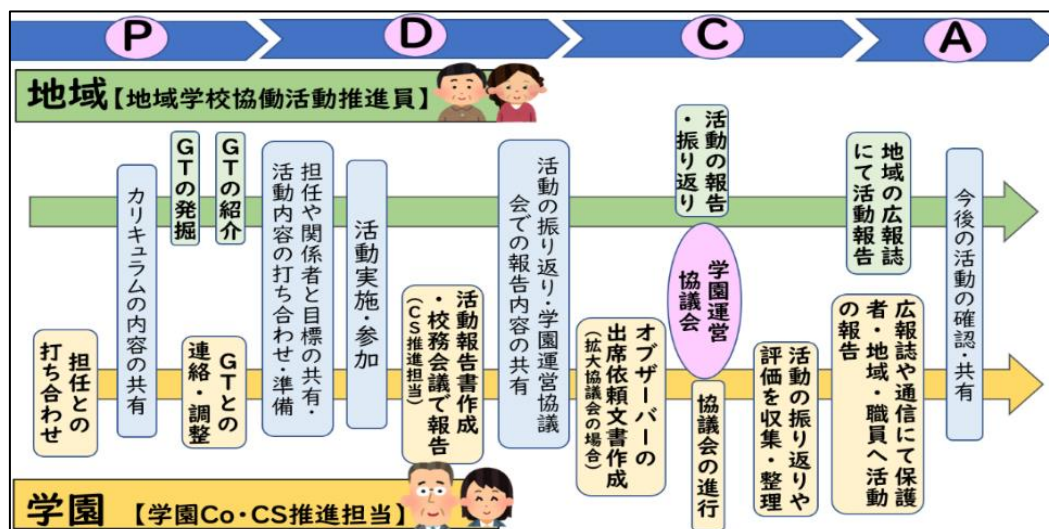 P
D
C
A
地域【地域学校協働活動推進員】
担任との
打ち合わせ
カリキュラムの内容の共有
GTの発掘
GTの紹介
GTとの
連絡・調整
担任や関係者と目標の共有・
活動内容の打ち合わせ・準備
活動実施・参加
活動報告書作成
・校務会議で報告
(CS推進担当)
活動の振り返り・学園運営協議
会での報告内容の共有
オブザーバーの
出席依頼文書作成
(拡大協議会の場合)
活動の報告
・振り返り
学園運営
協議会
協議会の進行
活動の振り返りや
評価を収集・整理
地域の広報誌
にて活動報告
広報誌や通信にて保護
者・地域・職員へ活動
の報告
今後の活動の確認・共有
学園【学園Co・CS推進担当】